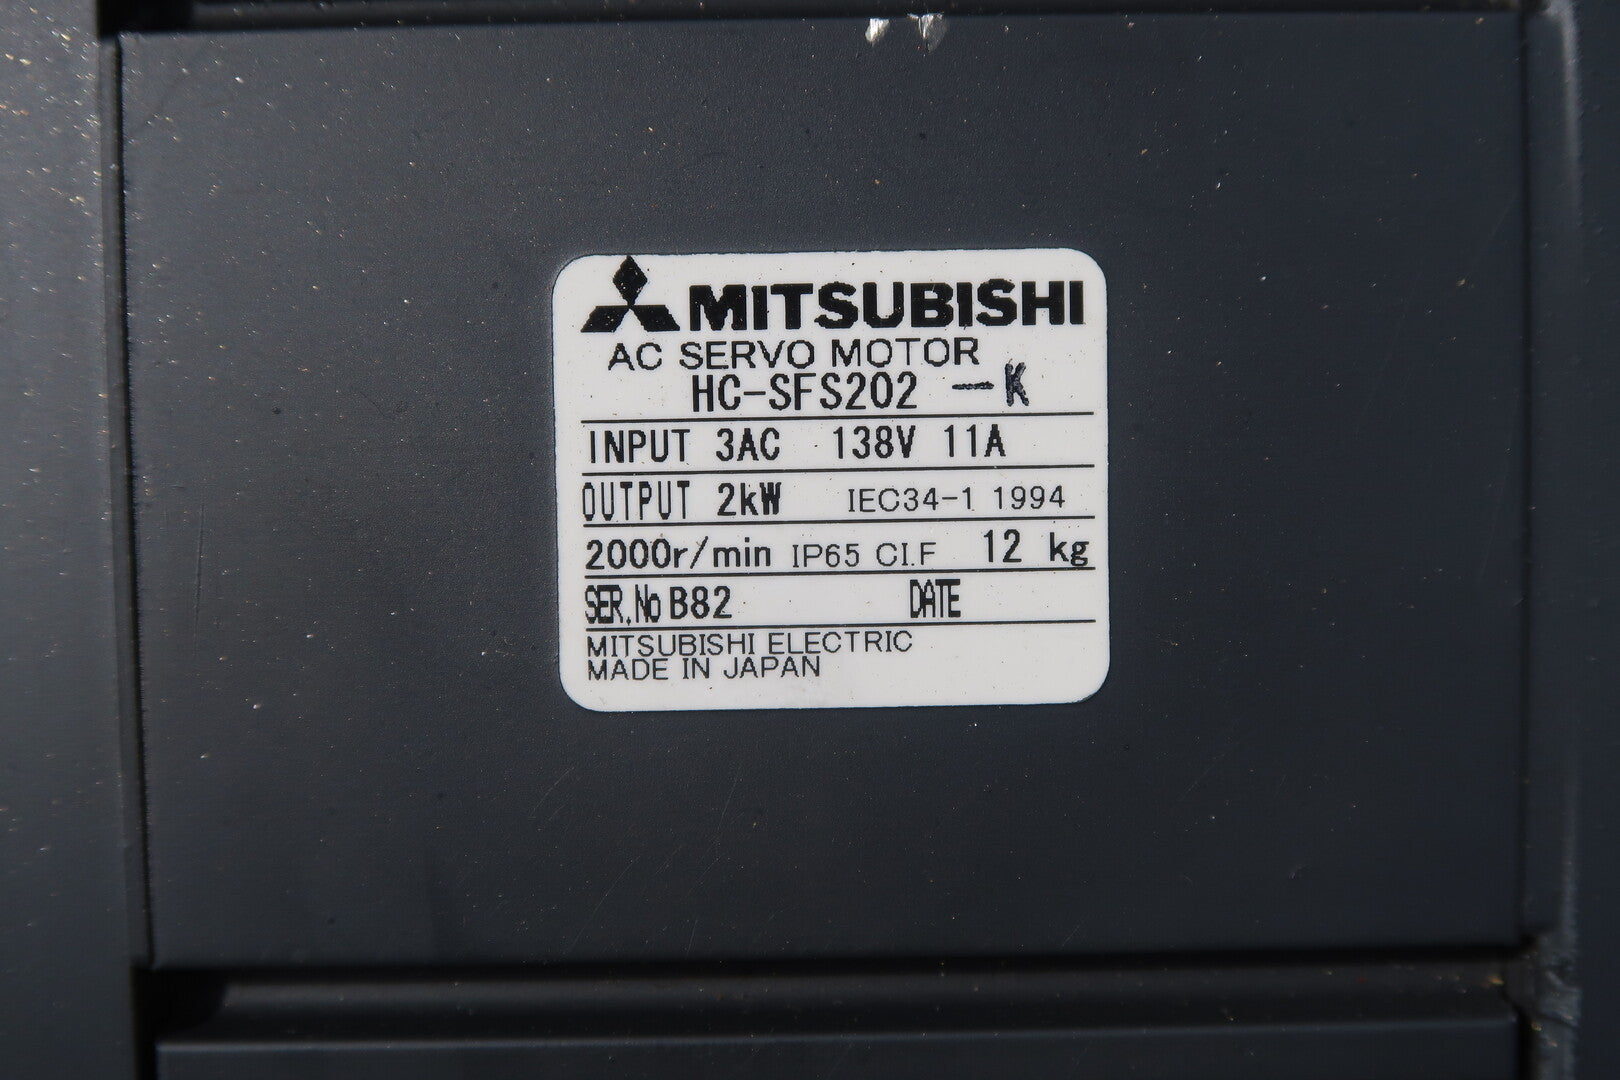 MITSUBISHI
AC SERVO MOTOR
HC-SFS202 -K
INPUT 3AC 138V 11A
OUTPUT 2kW IEC34-1 1994
2000r/min IP65 CI.F 12 kg
SER.No B82 DATE
MITSUBISHI ELECTRIC
MADE IN JAPAN